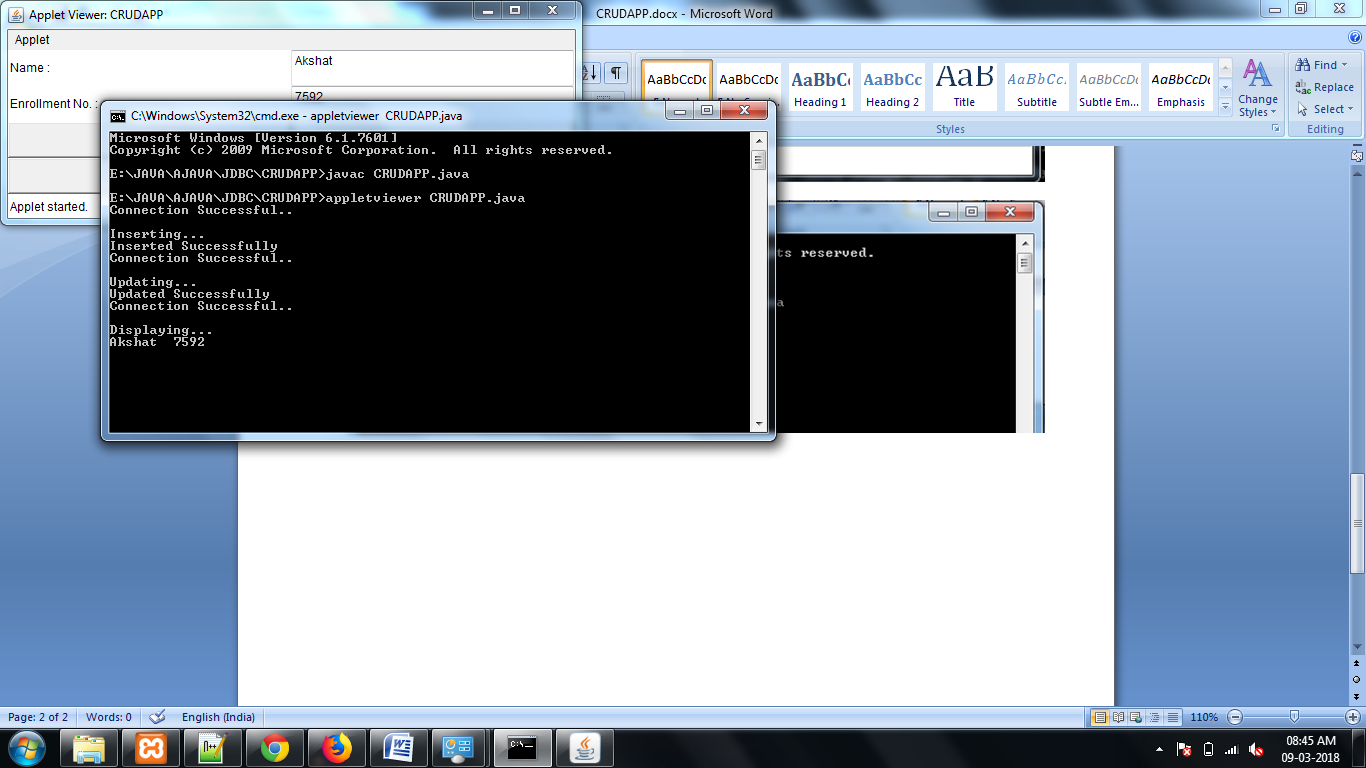 Applet Viewer: CRUDAPP
Applet
Name :
Akshat
Enrollment No. :
7592
Applet started.
CRUDAPP.docx - Microsoft Word
AaBbCcDc
AaBbCcDc
AaBbCc
AaBbCc
AaB
AaBbCc.
AaBbCcDc
AaBbCcDc
Heading 1
Heading 2
Title
Subtitle
Subtle Em...
Emphasis
Change
Styles
Styles
Find
Replace
Select
Editing
C:\Windows\System32\cmd.exe - appletviewer CRUDAPP.java
Microsoft Windows [Version 6.1.7601]
Copyright (c) 2009 Microsoft Corporation. All rights reserved.
E:\JAVA\AJAVA\JDBC\CRUDAPP>javac CRUDAPP.java
E:\JAVA\AJAVA\JDBC\CRUDAPP>appletviewer CRUDAPP.java
Connection Successful..
Inserting...
Inserted Successfully
Connection Successful..
Updating...
Updated Successfully
Connection Successful..
Displaying...
Akshat 7592
ts reserved.
a
Page: 2 of 2
Words: 0
English (India)
110%
08:45 AM
09-03-2018